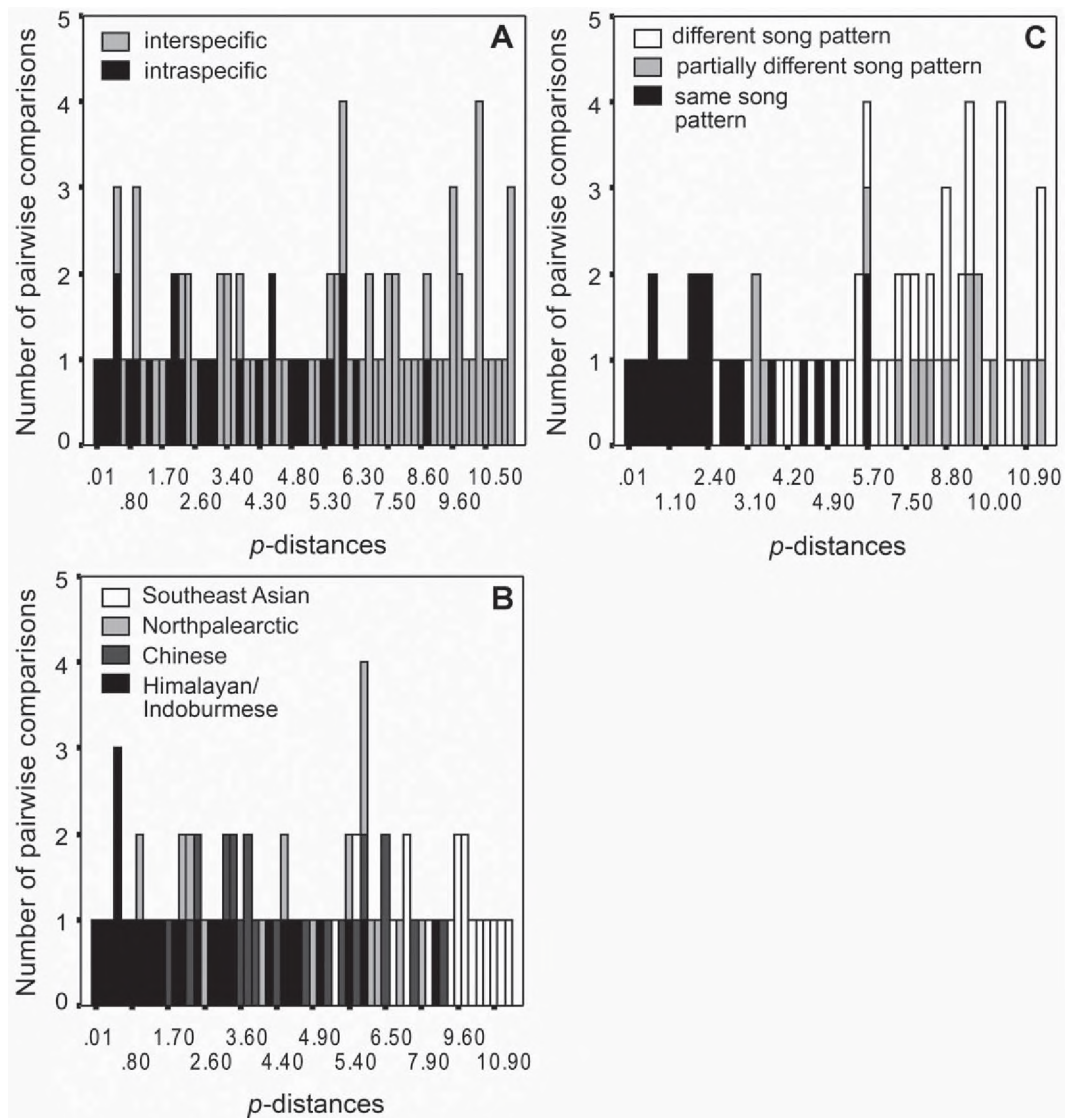 A
interspecific
intraspecific
Number of pairwise comparisons
5
4
3
2
1
0
.01 1.70 3.40 4.80 6.30 8.60 10.50
.80 2.60 4.30 5.30 7.50 9.60
p-distances
C
different song pattern
partially different song pattern
same song
pattern
Number of pairwise comparisons
5
4
3
2
1
0
.01 2.40 4.20 5.70 8.80 10.90
1.10 3.10 4.90 7.50 10.00
p-distances
B
Southeast Asian
Northpalearctic
Chinese
Himalayan/
Indoburmese
Number of pairwise comparisons
5
4
3
2
1
0
.01 1.70 3.60 4.90 6.50 9.60
.80 2.60 4.40 5.40 7.90 10.90
p-distances